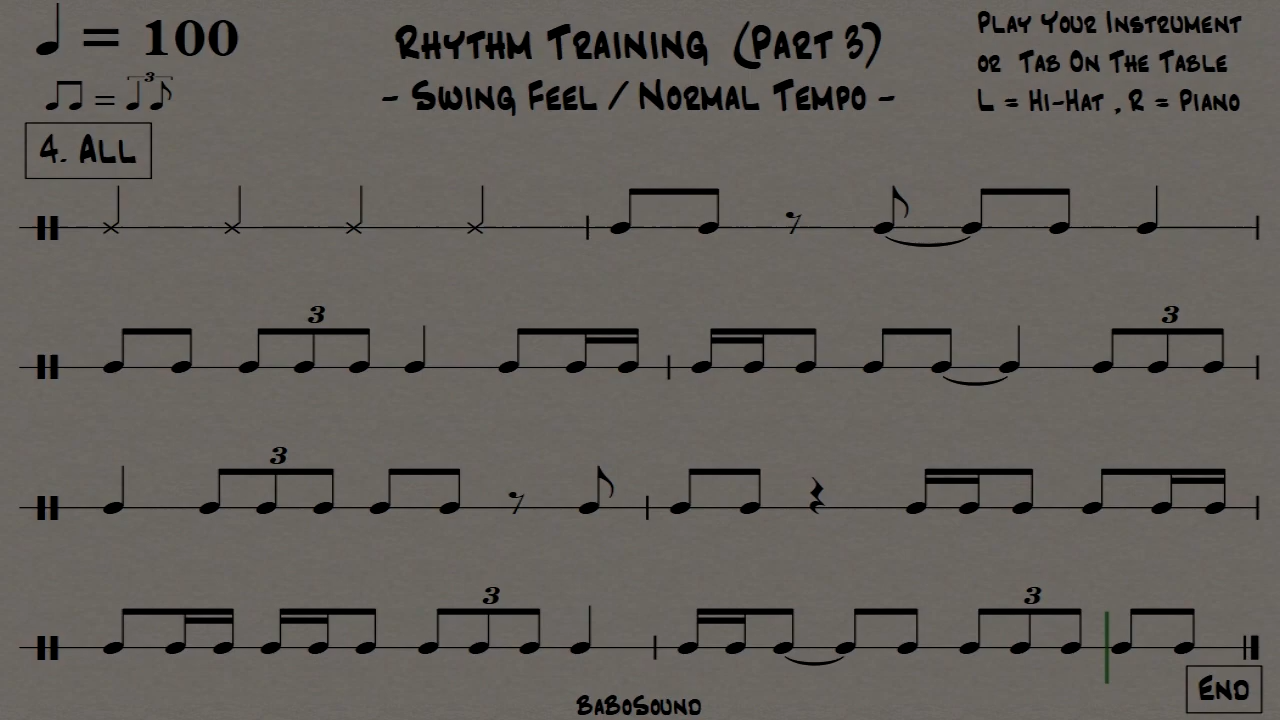 = 100
Rhythm Training (Part 3)
Play Your Instrument
= 3
- Swing Feel / Normal Tempo -
or Tab On The Table
L = Hi-Hat , R = Piano
4. All
3
3
3
3
3
End
BaBoSound